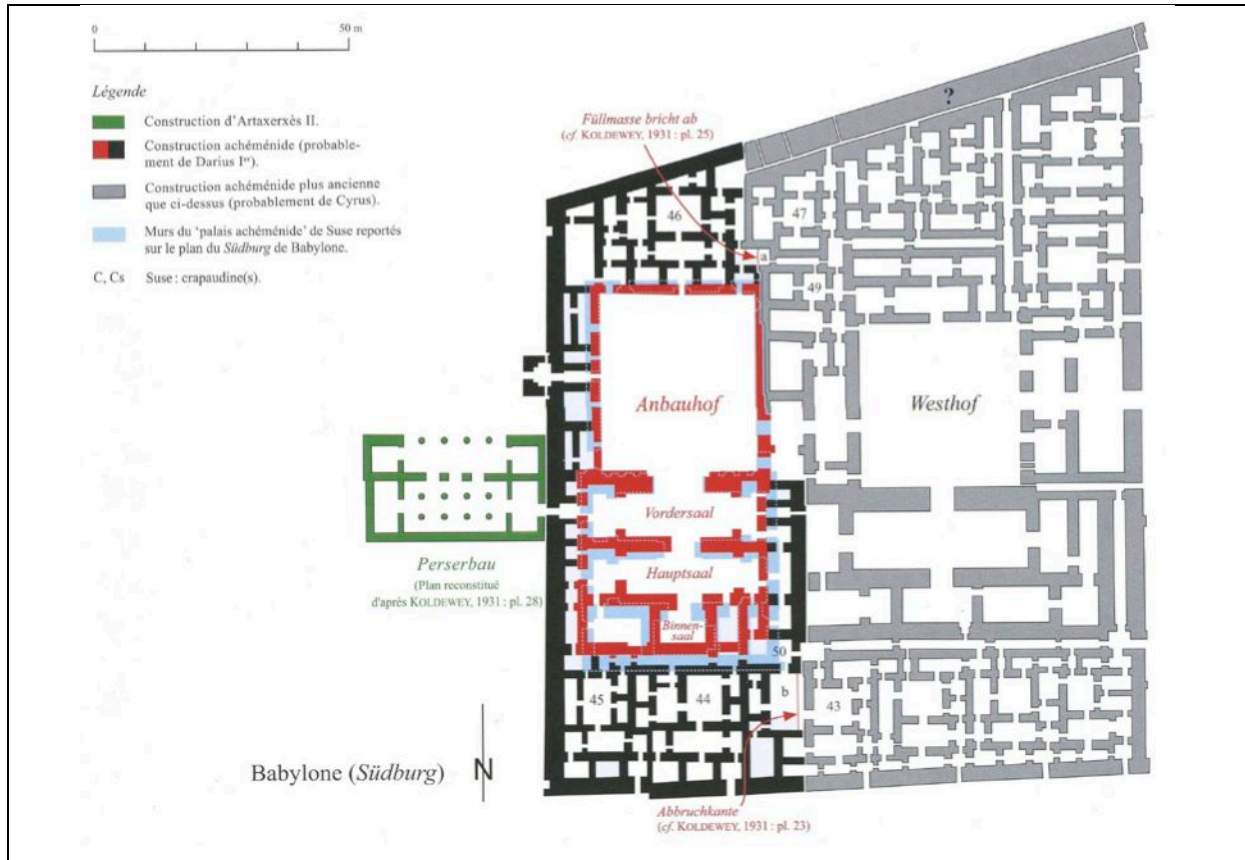 0
50 m
Légende
Construction d'Artaxerxès II.
Construction achéménide (probable-
ment de Darius Ier).
Construction achéménide plus ancienne
que ci-dessus (probablement de Cyrus).
Murs du 'palais achéménide' de Suse reportés
sur le plan du Südburg de Babylone.
C, Cs Suse : crapaudine(s).
Füllmasse bricht ab
(cf. KOLDEWEY, 1931 : pl. 25)
?
46
47
a
49
Anbauhof
Westhof
Vordersaal
Hauptsaal
Binnen-
saal
Perserbau
(Plan reconstitué
d'après KOLDEWEY, 1931 : pl. 28)
50
45
44
b
43
Babylone (Südburg)
N
Abbruchkante
(cf. KOLDEWEY, 1931 : pl. 23)